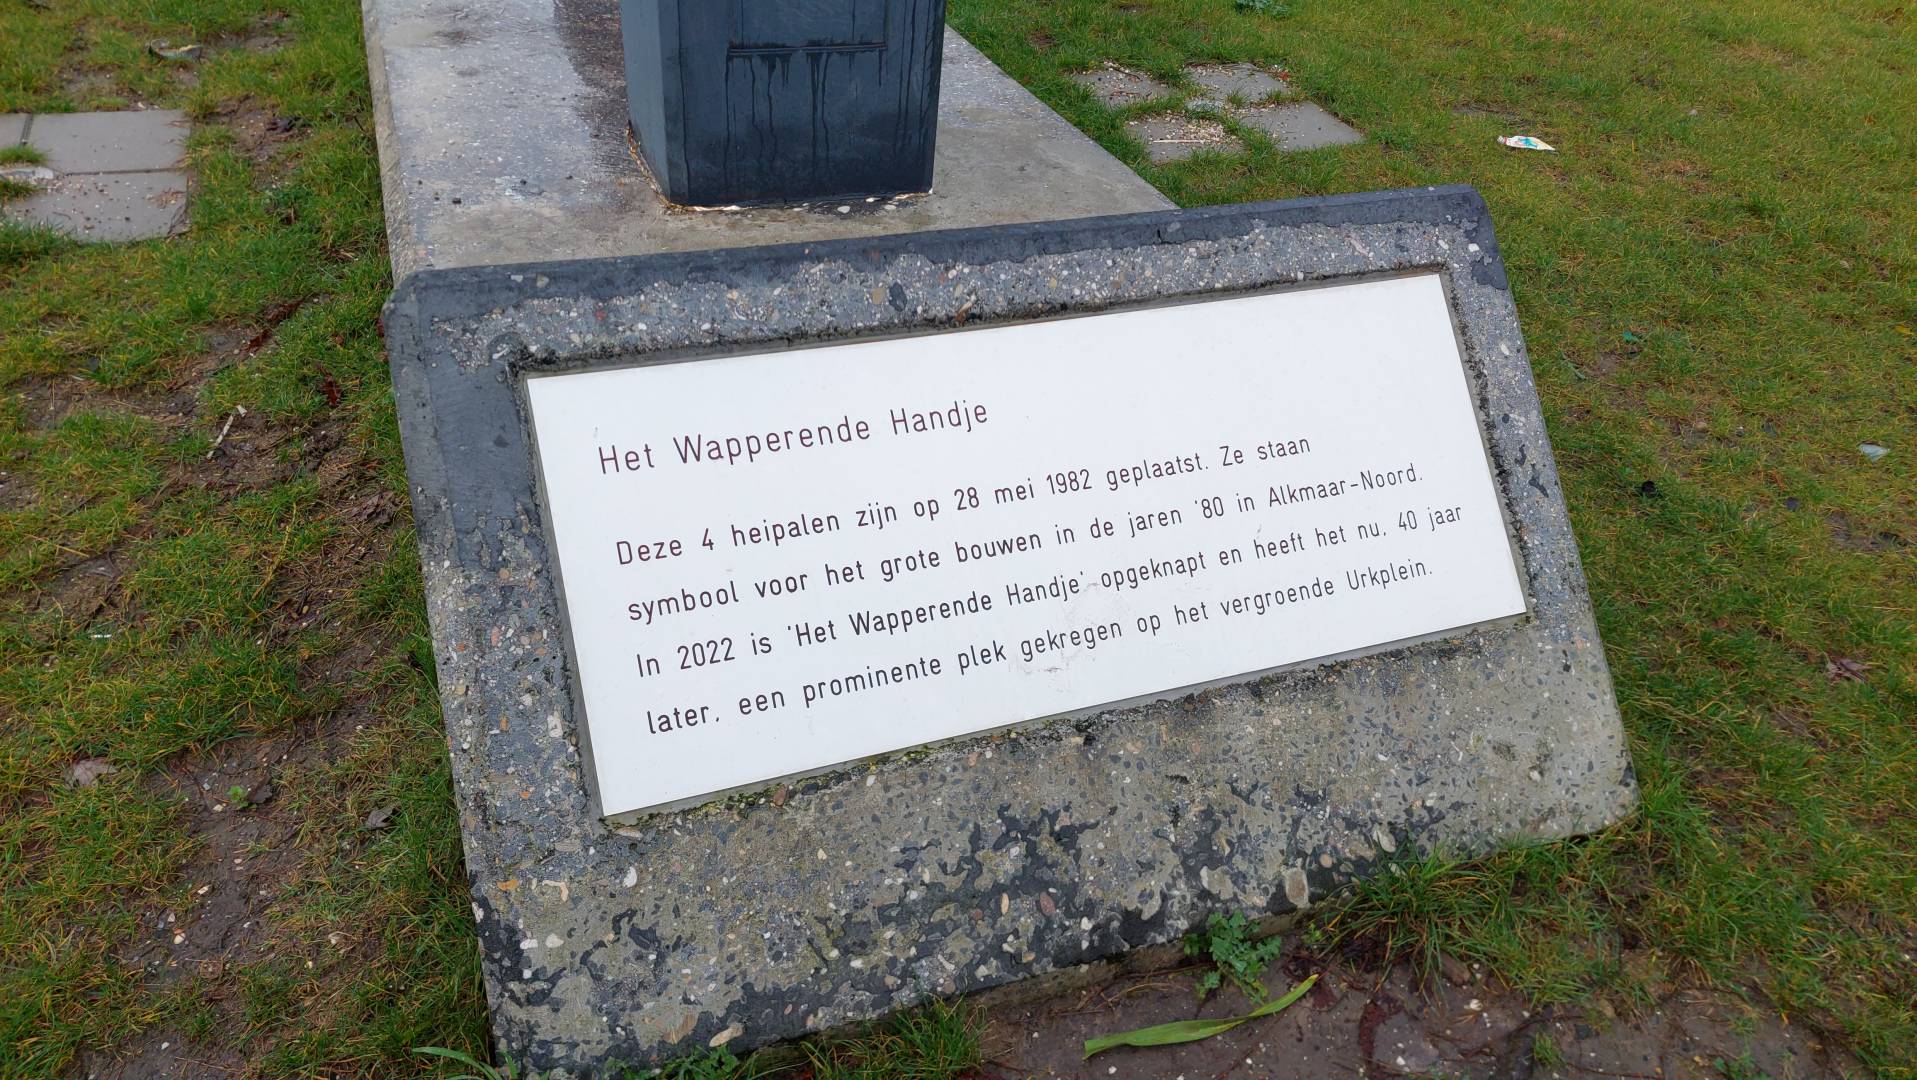 Het Wapperende Handje
Deze 4 heipalen zijn op 28 mei 1982 geplaatst. Ze staan
symbool voor het grote bouwen in de jaren '80 in Alkmaar-Noord.
In 2022 is 'Het Wapperende Handje' opgeknapt en heeft het nu, 40 jaar
later, een prominente plek gekregen op het vergroende Urkplein.